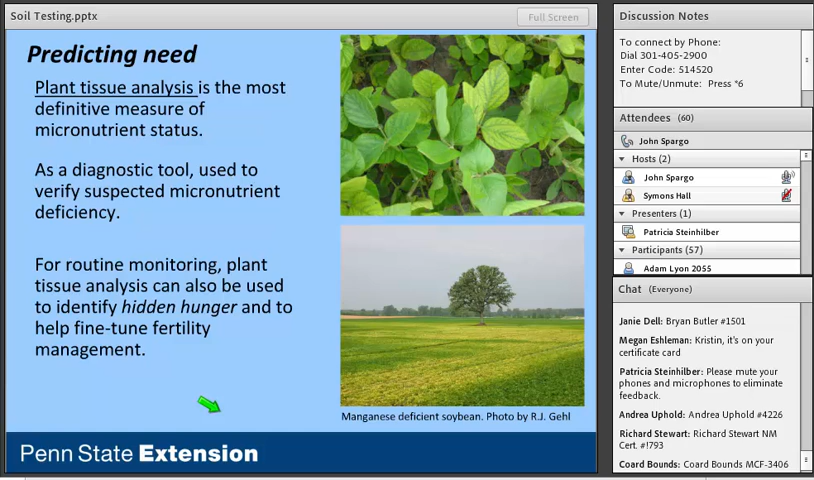 Soil Testing.pptx
Full Screen
Predicting need
Plant tissue analysis is the most
definitive measure of
micronutrient status.
As a diagnostic tool, used to
verify suspected micronutrient
deficiency.
For routine monitoring, plant
tissue analysis can also be used
to identify hidden hunger and to
help fine-tune fertility
management.
Manganese deficient soybean. Photo by R.J. Gehl
Penn State Extension
Discussion Notes
To connect by Phone:
Dial 301-405-2900
Enter Code: 514520
To Mute/Unmute: Press *6
Attendees (60)
John Spargo
Hosts (2)
John Spargo
Symons Hall
Presenters (1)
Patricia Steinhilber
Participants (57)
Adam Lyon 2055
Chat (Everyone)
Janie Dell: Bryan Butler #1501
Megan Eshleman: Kristin, it's on your
certificate card
Patricia Steinhilber: Please mute your
phones and microphones to eliminate
feedback.
Andrea Uphold: Andrea Uphold #4226
Richard Stewart: Richard Stewart NM
Cert. #!793
Coard Bounds: Coard Bounds MCF-3406